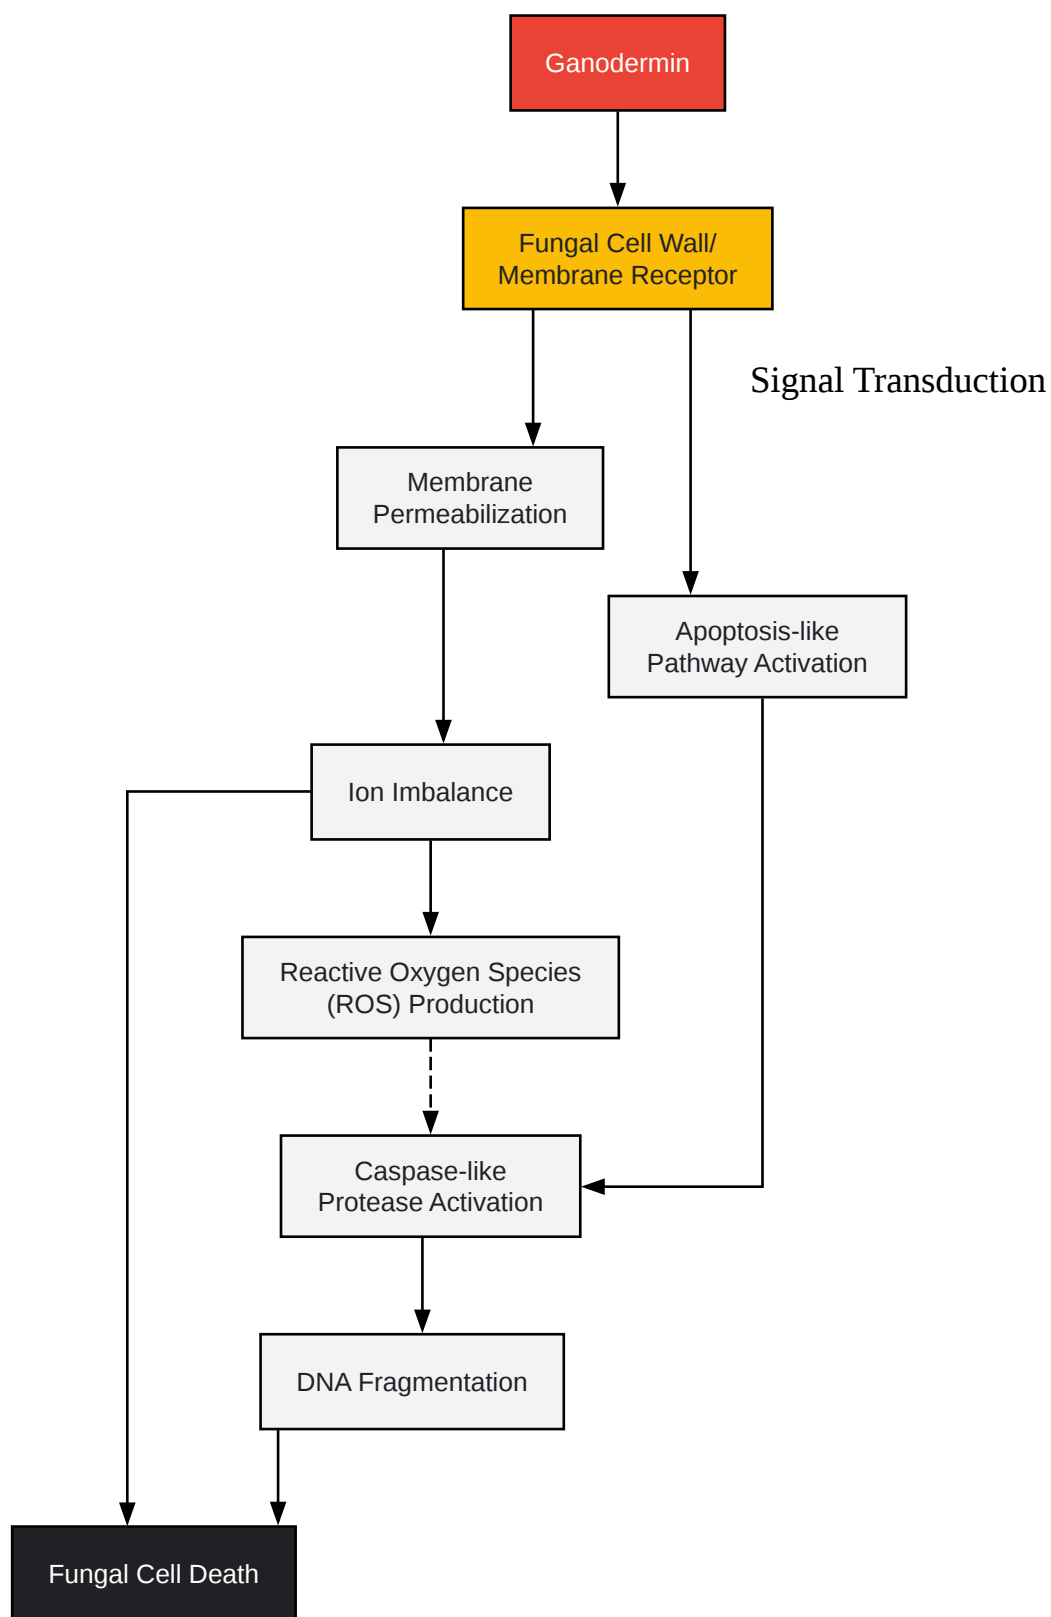 Ganodermin
Fungal Cell Wall/
Membrane Receptor
Signal Transduction
Membrane
Permeabilization
Apoptosis-like
Pathway Activation
Ion Imbalance
Reactive Oxygen Species
(ROS) Production
Caspase-like
Protease Activation
DNA Fragmentation
Fungal Cell Death